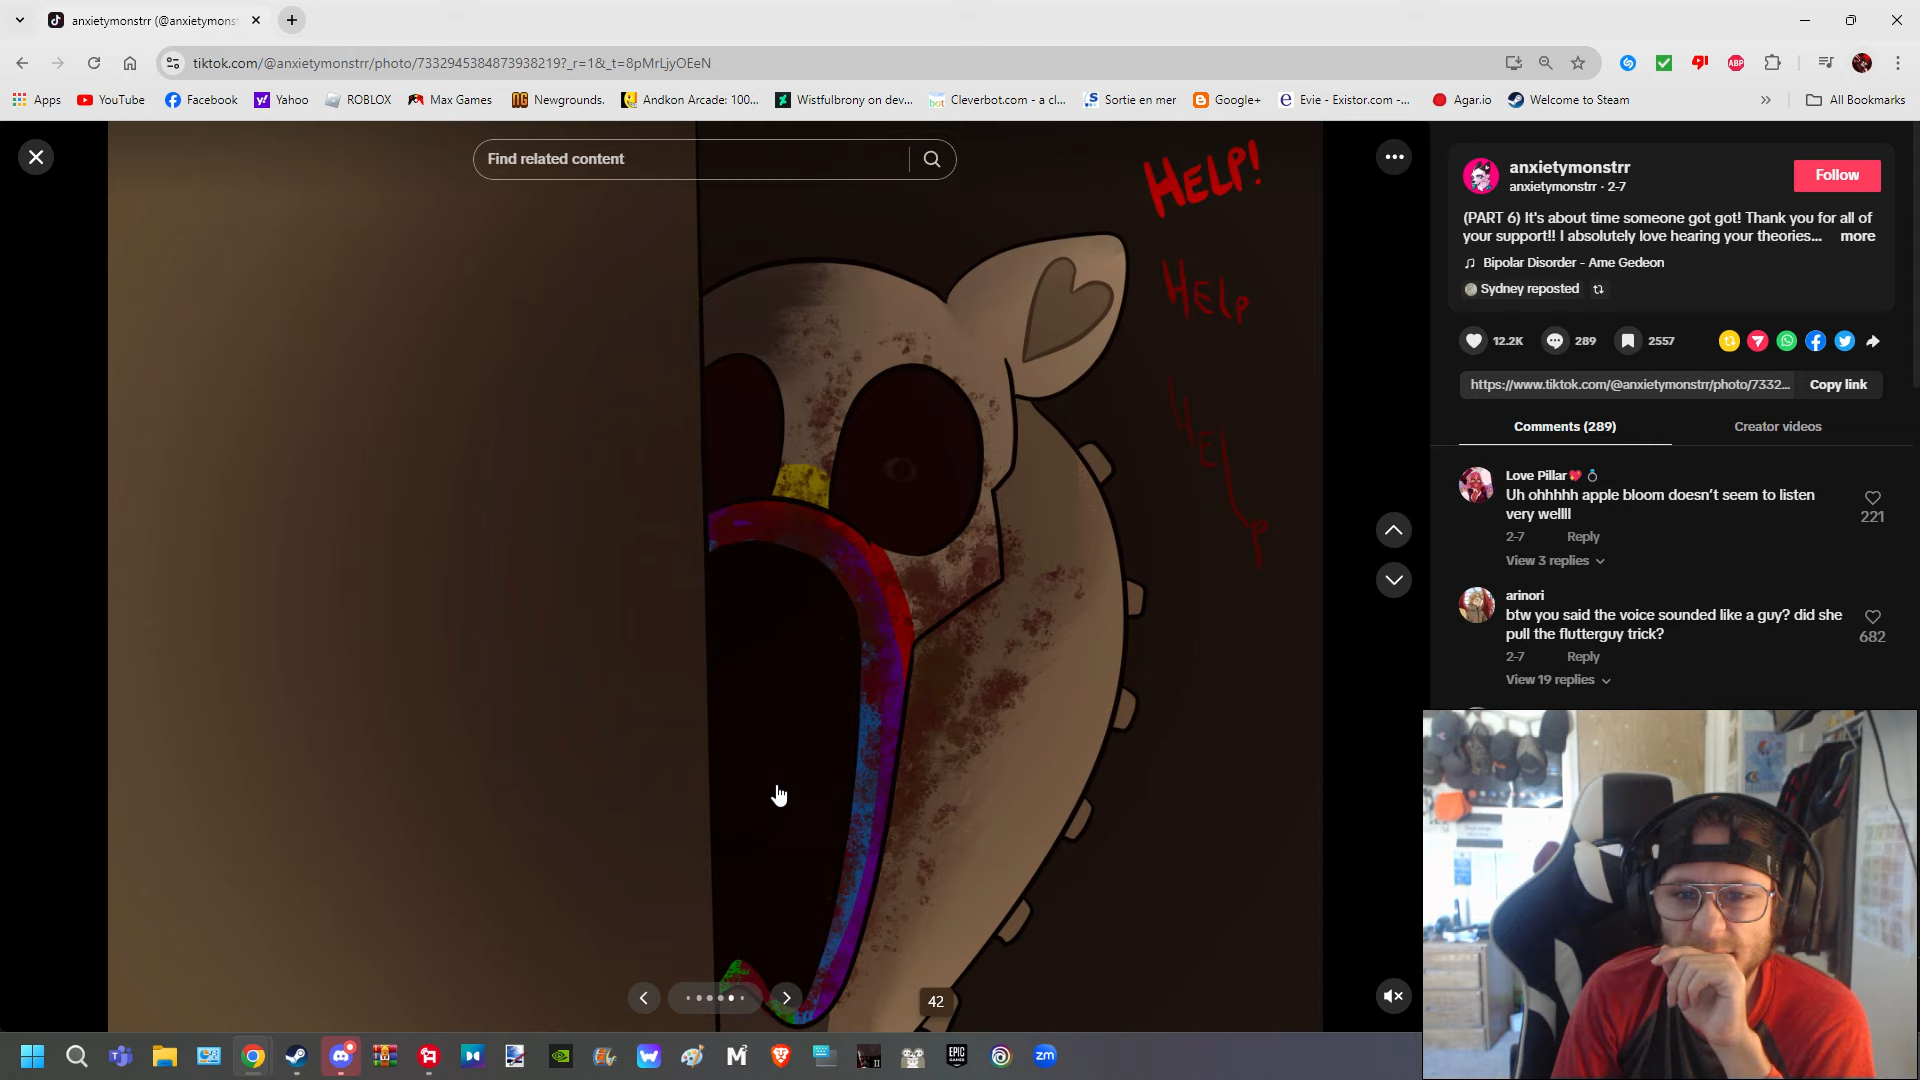 anxietymonstrr (@anxietymonst
tiktok.com/@anxietymonstrr/photo/7332945384873938219?_r=1&_t=8pMrLjyOEeN
Apps YouTube Facebook Yahoo ROBLOX Max Games Newgrounds. Andkon Arcade: 100... Wistfulbrony on dev... Cleverbot.com - a cl... Sortie en mer Google+ Evie - Existor.com -... Agar.io Welcome to Steam » All Bookmarks
Find related content
HELP!
HElp
HElp
anxietymonstrr
anxietymonstrr · 2-7
Follow
(PART 6) It's about time someone got got! Thank you for all of
your support!! I absolutely love hearing your theories... more
Bipolar Disorder - Ame Gedeon
Sydney reposted
12.2K 289 2557
https://www.tiktok.com/@anxietymonstrr/photo/7332... Copy link
Comments (289) Creator videos
Love Pillar
Uh ohhhhh apple bloom doesn't seem to listen
very wellll
221
2-7 Reply
View 3 replies
arinori
btw you said the voice sounded like a guy? did she
pull the flutterguy trick?
682
2-7 Reply
View 19 replies
42